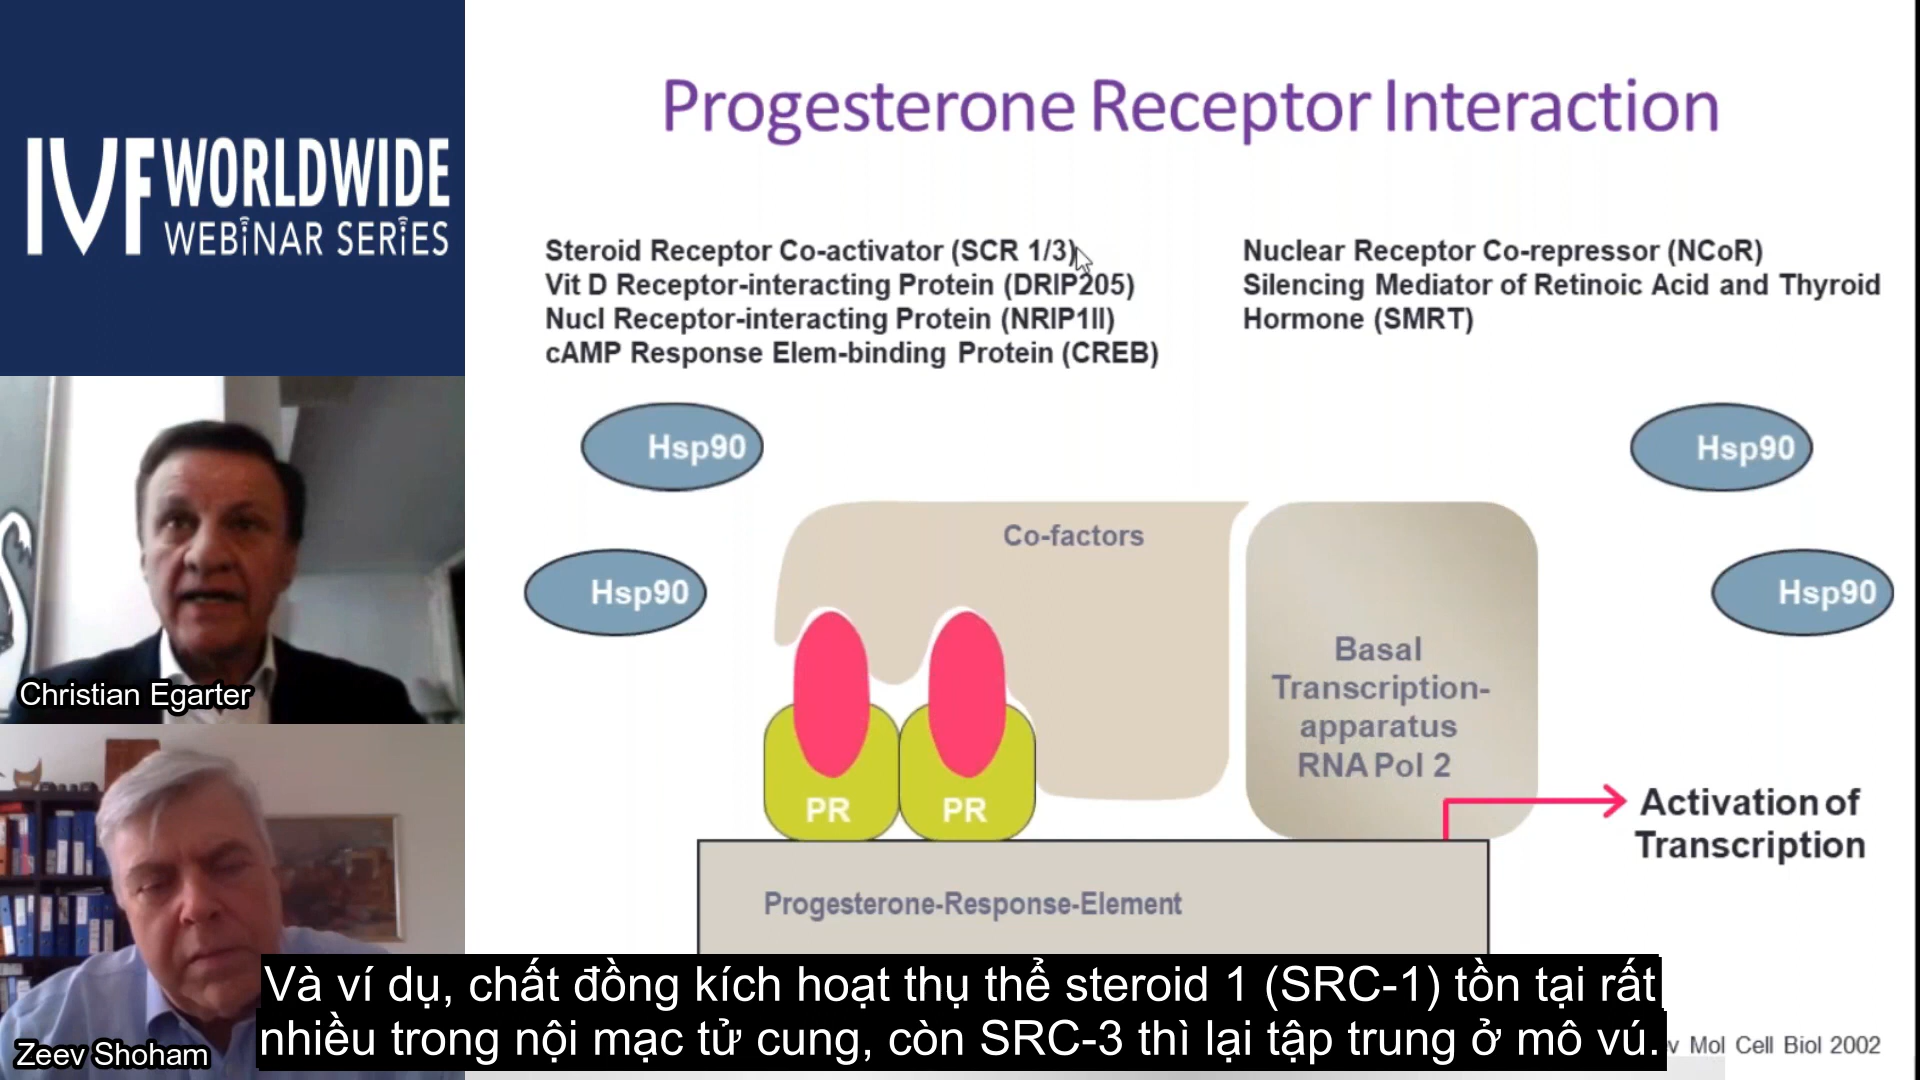 IVF WORLDWIDE
WEBINAR SERIES
Christian Egarter
Zeev Shoham
Progesterone Receptor Interaction
Steroid Receptor Co-activator (SCR 1/3)
Vit D Receptor-interacting Protein (DRIP205)
Nucl Receptor-interacting Protein (NRIP1II)
cAMP Response Elem-binding Protein (CREB)
Nuclear Receptor Co-repressor (NCoR)
Silencing Mediator of Retinoic Acid and Thyroid
Hormone (SMRT)
Hsp90
Hsp90
Hsp90
Hsp90
Co-factors
Basal
Transcription-
apparatus
RNA Pol 2
PR
PR
Activation of
Transcription
Progesterone-Response-Element
Và ví dụ, chất đồng kích hoạt thụ thể steroid 1 (SRC-1) tồn tại rất
nhiều trong nội mạc tử cung, còn SRC-3 thì lại tập trung ở mô vú.
Mol Cell Biol 2002